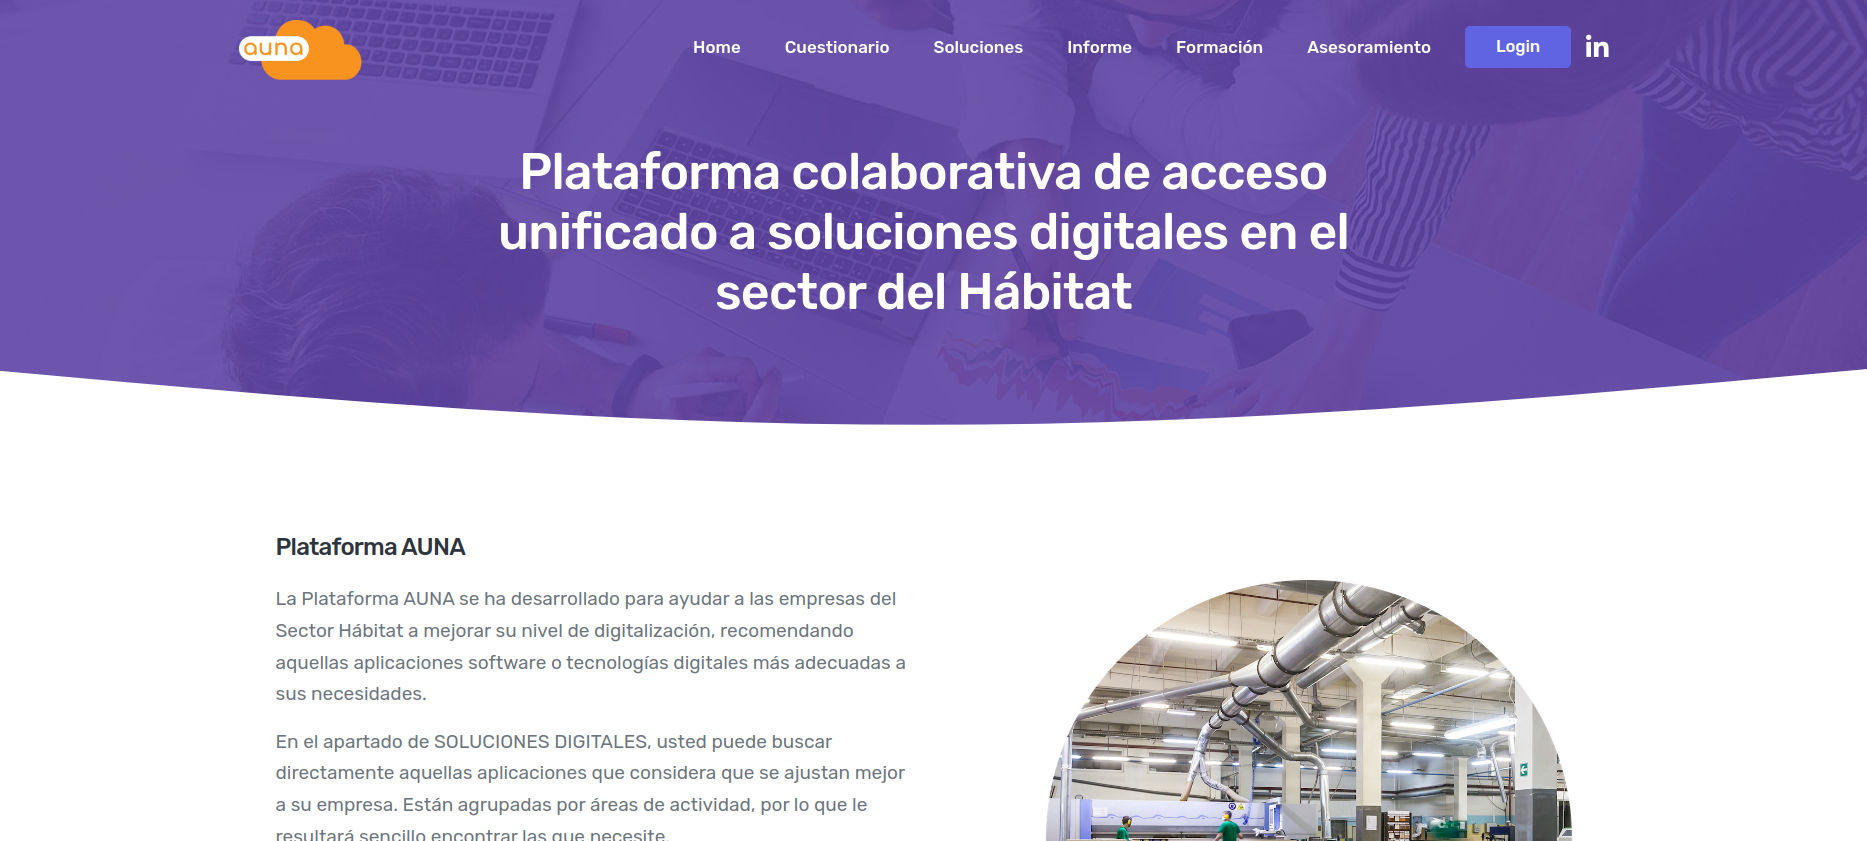 auna
Home Cuestionario Soluciones Informe Formación Asesoramiento Login in
Plataforma colaborativa de acceso
unificado a soluciones digitales en el
sector del Hábitat
Plataforma AUNA
La Plataforma AUNA se ha desarrollado para ayudar a las empresas del
Sector Hábitat a mejorar su nivel de digitalización, recomendando
aquellas aplicaciones software o tecnologías digitales más adecuadas a
sus necesidades.
En el apartado de SOLUCIONES DIGITALES, usted puede buscar
directamente aquellas aplicaciones que considera que se ajustan mejor
a su empresa. Están agrupadas por áreas de actividad, por lo que le
resultará sencillo encontrar las que necesite.